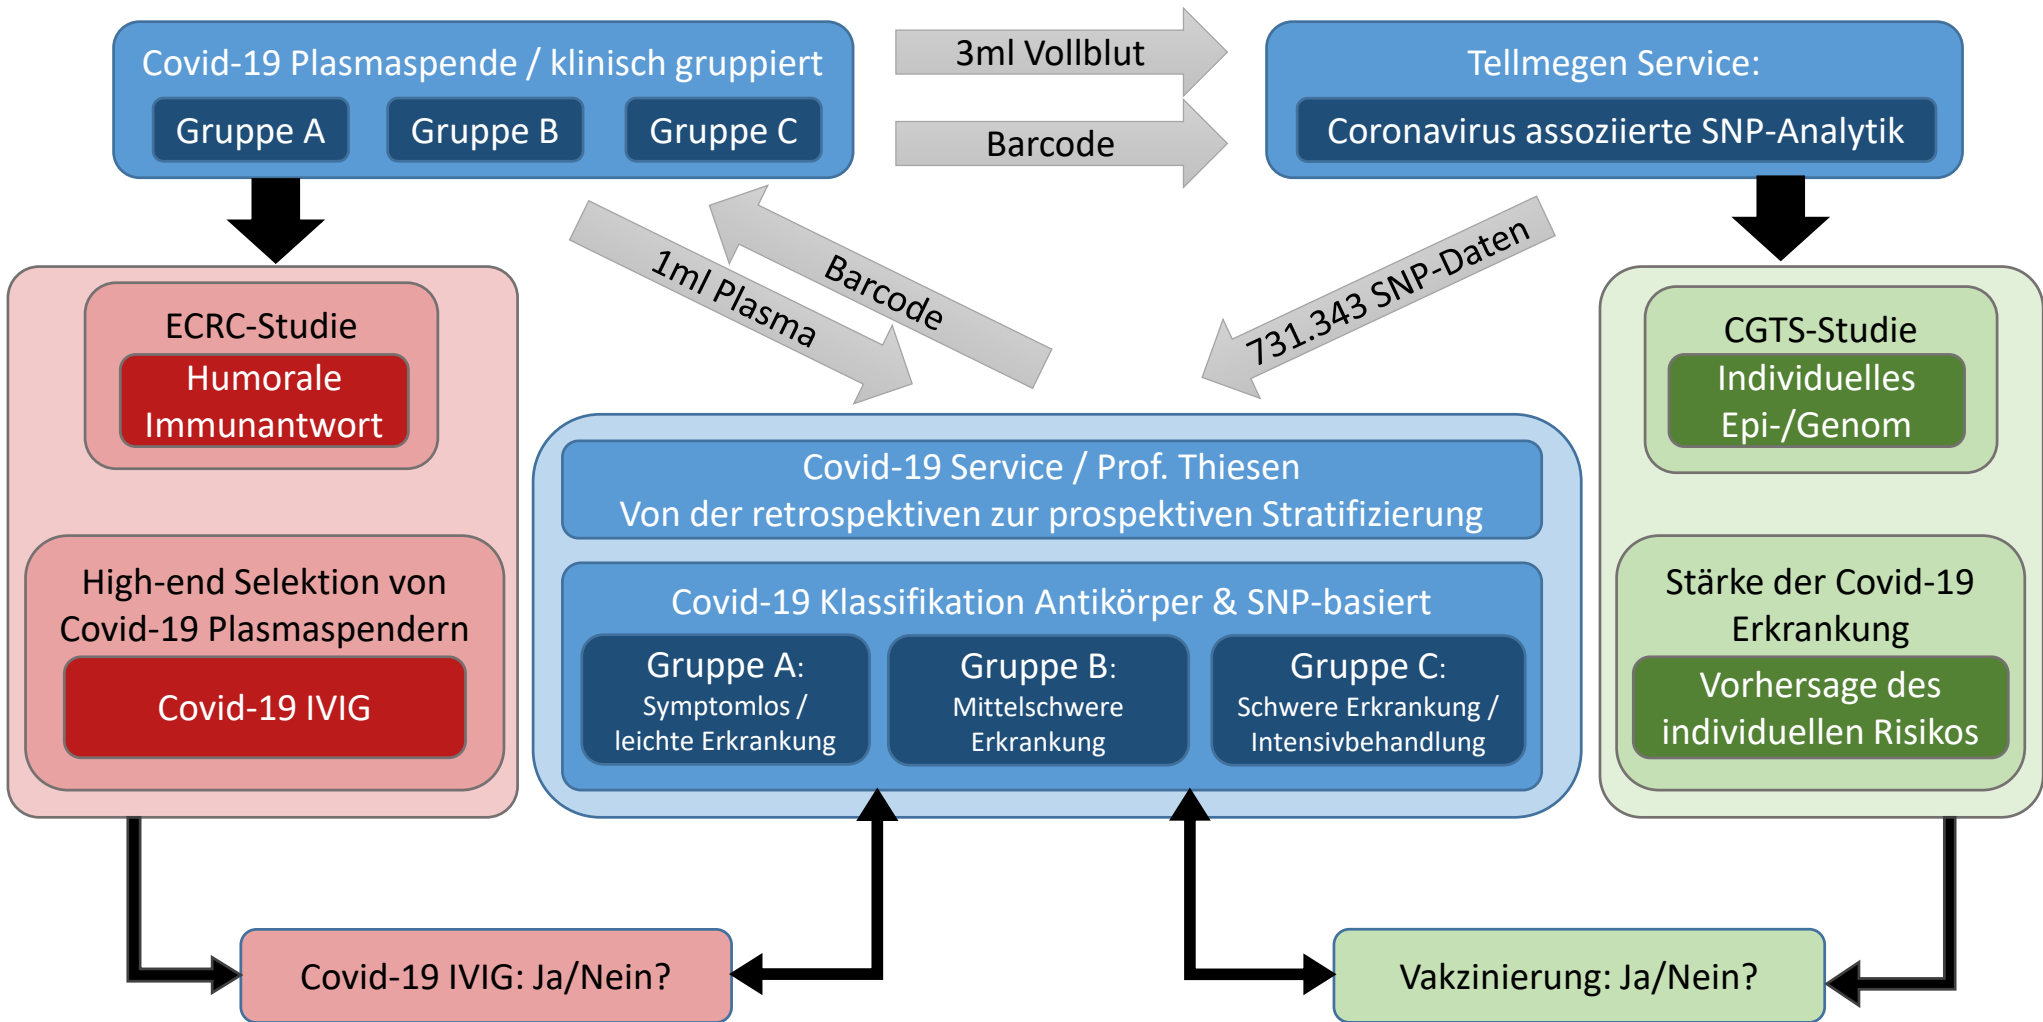 Covid-19 Plasmaspende / klinisch gruppiert
Gruppe A
Gruppe B
Gruppe C
3ml Vollblut
Barcode
Tellmegen Service:
Coronavirus assoziierte SNP-Analytik
1ml Plasma
Barcode
731.343 SNP-Daten
ECRC-Studie
Humorale
Immunantwort
High-end Selektion von
Covid-19 Plasmaspendern
Covid-19 IVIG
Covid-19 Service / Prof. Thiesen
Von der retrospektiven zur prospektiven Stratifizierung
Covid-19 Klassifikation Antikörper & SNP-basiert
Gruppe A:
Symptomlos /
leichte Erkrankung
Gruppe B:
Mittelschwere
Erkrankung
Gruppe C:
Schwere Erkrankung /
Intensivbehandlung
CGTS-Studie
Individuelles
Epi-/Genom
Stärke der Covid-19
Erkrankung
Vorhersage des
individuellen Risikos
Covid-19 IVIG: Ja/Nein?
Vakzinierung: Ja/Nein?